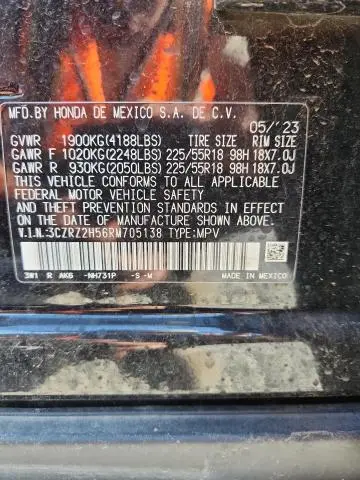 MFD.BY HONDA DE MEXICO S.A. DE C.V.
05/'23
GVWR 1900KG(4188LBS) TIRE SIZE RIM SIZE
GAWR F 1020KG(2248LBS) 225/55R18 98H 18X7.0J
GAWR R 930KG(2050LBS) 225/55R18 98H 18X7.0J
THIS VEHICLE CONFORMS TO ALL APPLICABLE
FEDERAL MOTOR VEHICLE SAFETY
AND THEFT PREVENTION STANDARDS IN EFFECT
ON THE DATE OF MANUFACTURE SHOWN ABOVE.
V.I.N:3CZRZ2H56RM705138 TYPE:MPV
3W1 R AK6 -NH731P -S -M